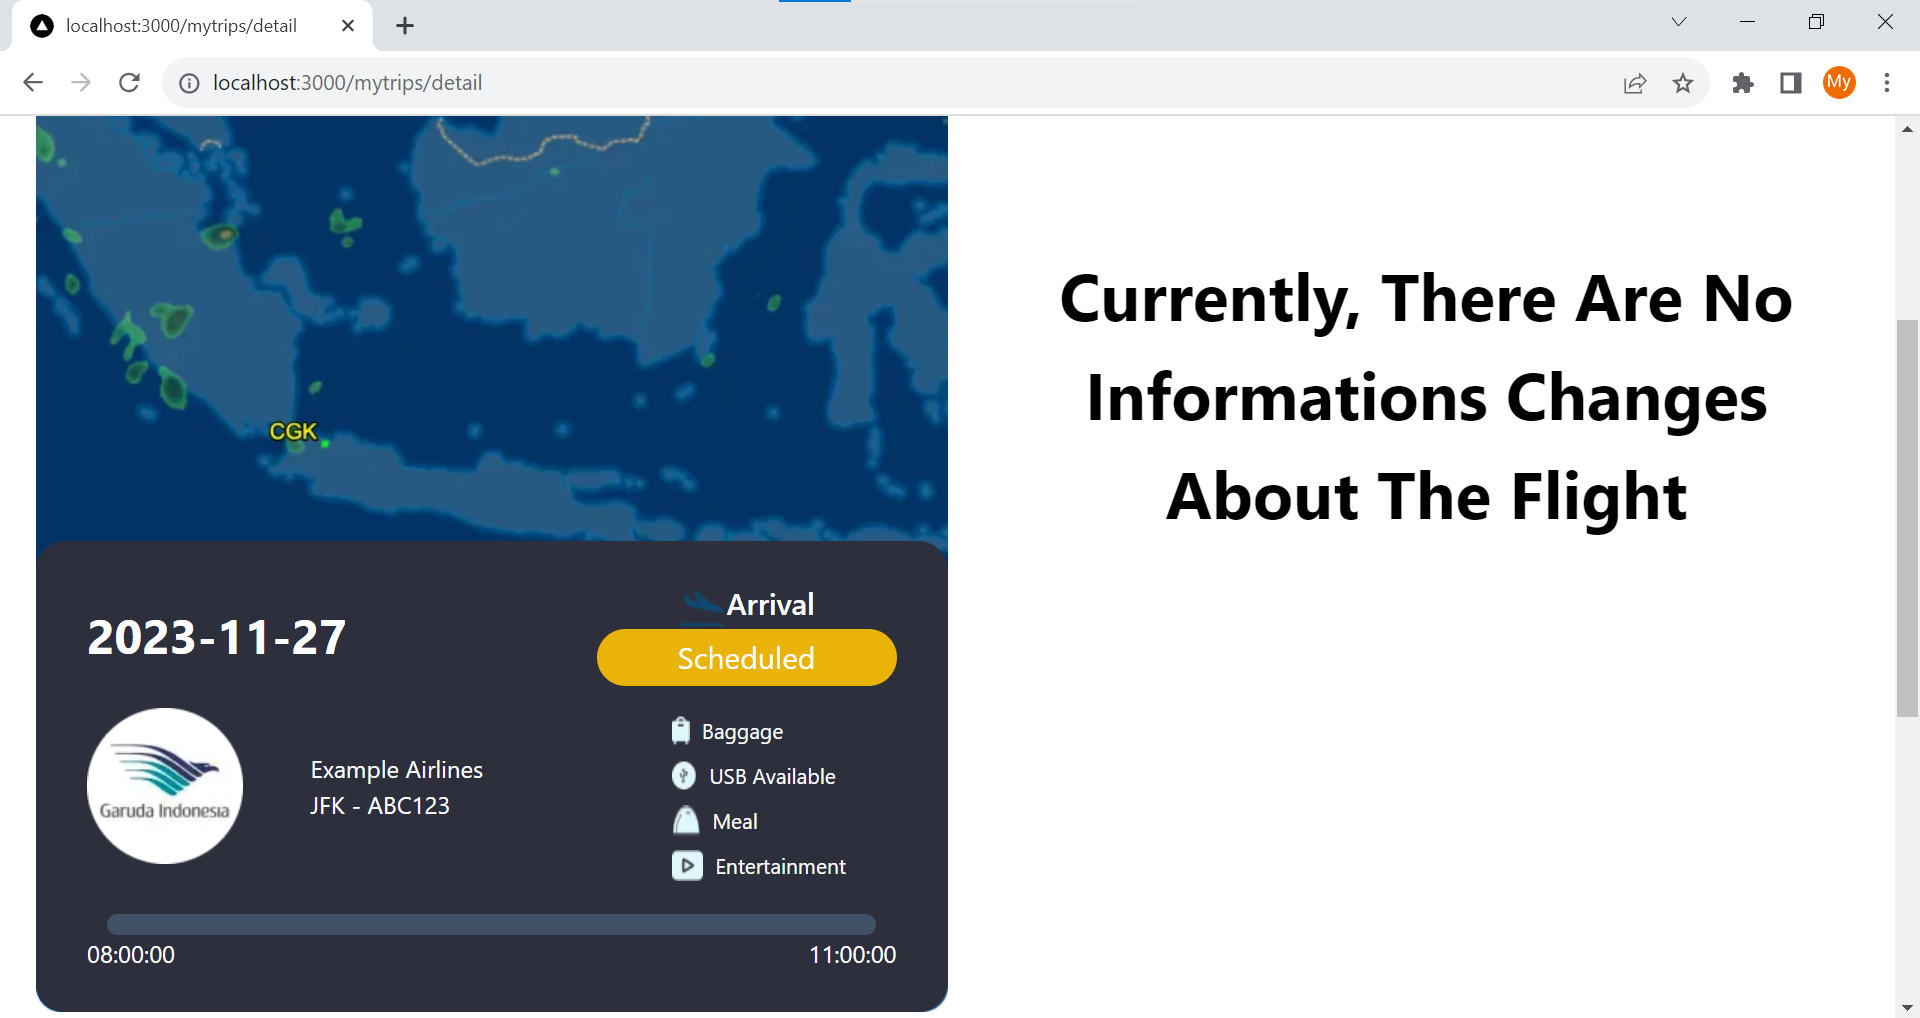 localhost:3000/mytrips/detail
localhost:3000/mytrips/detail
My
CGK
Currently, There Are No
Informations Changes
About The Flight
2023-11-27
Arrival
Scheduled
Garuda Indonesia
Example Airlines
JFK - ABC123
Baggage
USB Available
Meal
Entertainment
08:00:00
11:00:00